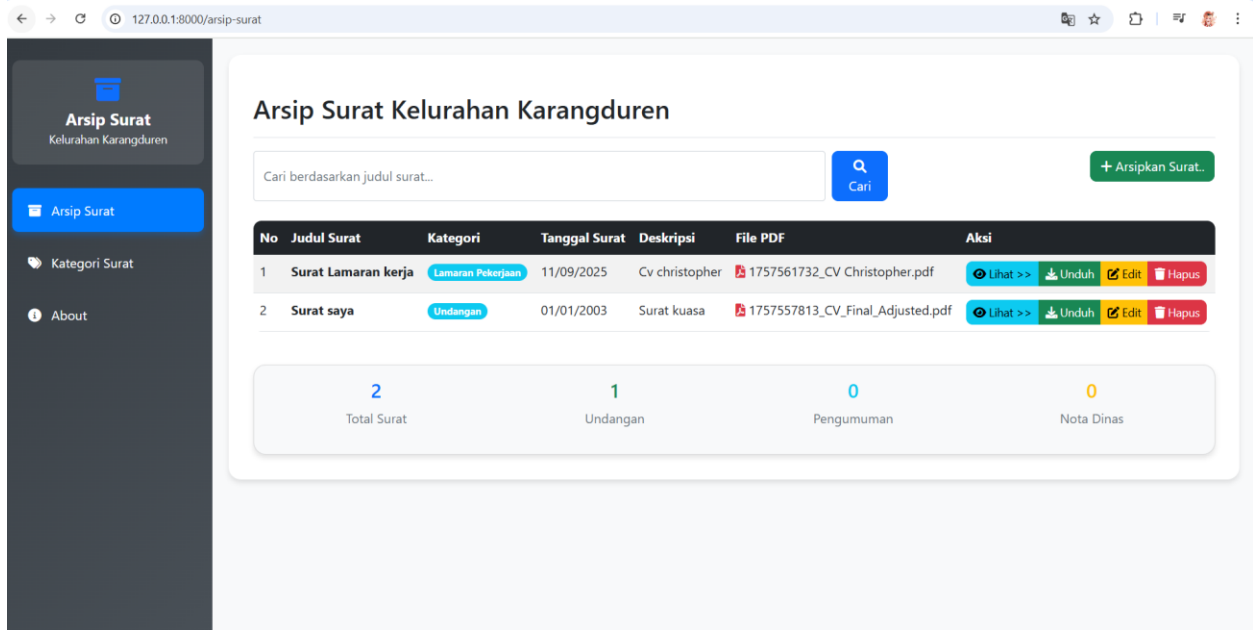 127.0.0.1:8000/arsip-surat
Arsip Surat
Kelurahan Karangduren
Arsip Surat
Kategori Surat
About
Arsip Surat Kelurahan Karangduren
Cari berdasarkan judul surat...
Cari
+ Arsipkan Surat..
No Judul Surat Kategori Tanggal Surat Deskripsi File PDF Aksi
1 Surat Lamaran kerja Lamaran Pekerjaan 11/09/2025 Cv christopher 1757561732_CV Christopher.pdf Lihat >> Unduh Edit Hapus
2 Surat saya Undangan 01/01/2003 Surat kuasa 1757557813_CV_Final_Adjusted.pdf Lihat >> Unduh Edit Hapus
2 1 0 0
Total Surat Undangan Pengumuman Nota Dinas